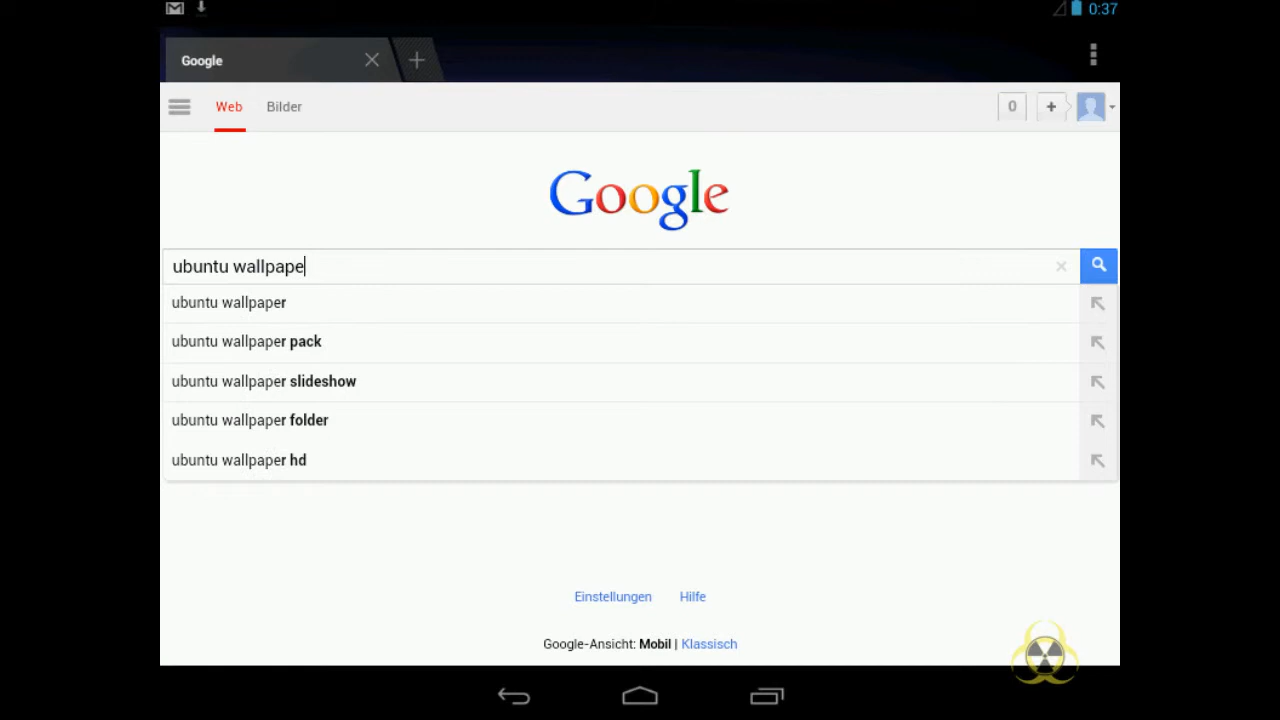 0:37
Google
Web Bilder 0 +
Google
ubuntu wallpape
ubuntu wallpaper
ubuntu wallpaper pack
ubuntu wallpaper slideshow
ubuntu wallpaper folder
ubuntu wallpaper hd
Einstellungen Hilfe
Google-Ansicht: Mobil | Klassisch